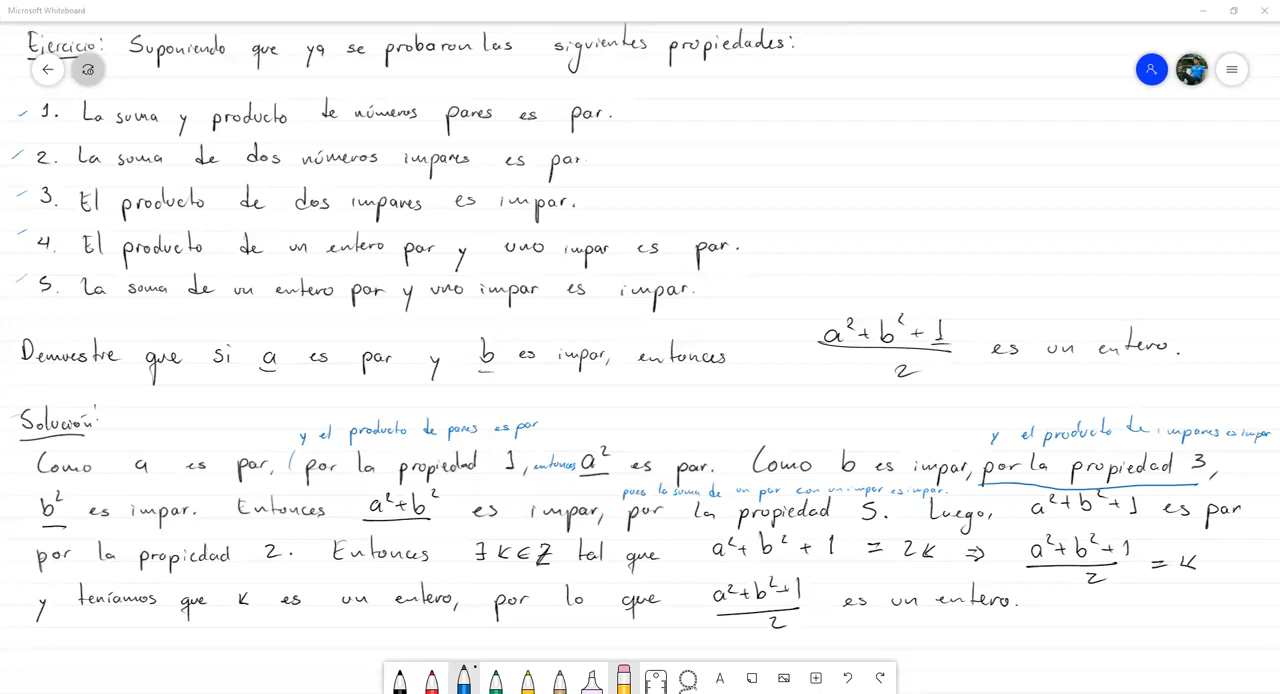 Microsoft Whiteboard
Ejercicio: Suponiendo que ya se probaron las siguientes propiedades:
1. La suma y producto de números pares es par.
2. La suma de dos números impares es par.
3. El producto de dos impares es impar.
4. El producto de un entero par y uno impar es par.
5. La suma de un entero par y uno impar es impar.
Demuestre que si a es par y b es impar, entonces (a²+b²+1)/2 es un entero.
Solución:
y el producto de pares es par
y el producto de impares es impar
Como a es par, (por la propiedad 1, entonces a² es par. Como b es impar, por la propiedad 3,
pues la suma de un par con un impar es impar.
b² es impar. Entonces a²+b² es impar, por la propiedad 5. Luego, a²+b²+1 es par
por la propiedad 2. Entonces ∃ K ∈ ℤ tal que a²+b²+1 = 2K ⇒ (a²+b²+1)/2 = K
y teníamos que K es un entero, por lo que (a²+b²+1)/2 es un entero.
A